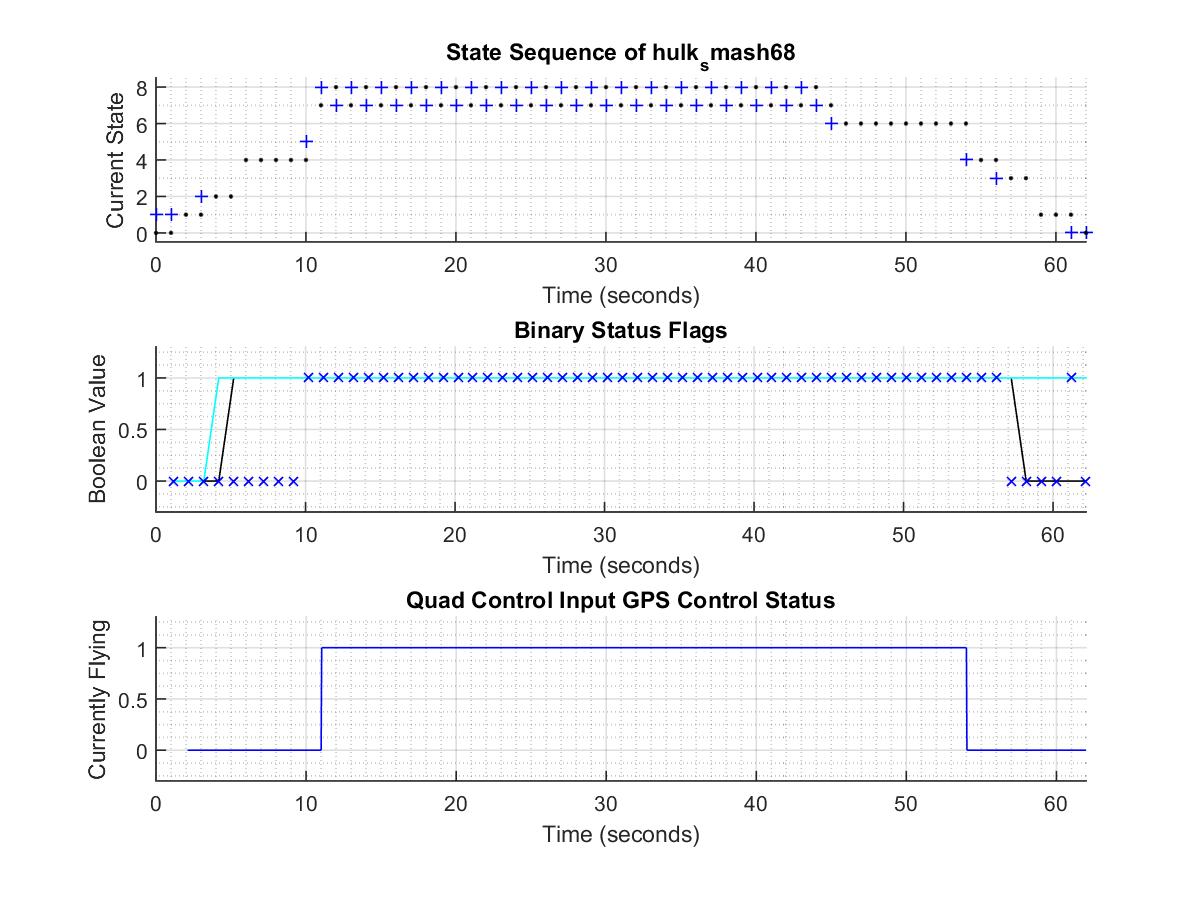 State Sequence of hulksmash68
Current State
8
6
4
2
0
0 10 20 30 40 50 60
Time (seconds)
Binary Status Flags
Boolean Value
1
0.5
0
0 10 20 30 40 50 60
Time (seconds)
Quad Control Input GPS Control Status
Currently Flying
1
0.5
0
0 10 20 30 40 50 60
Time (seconds)